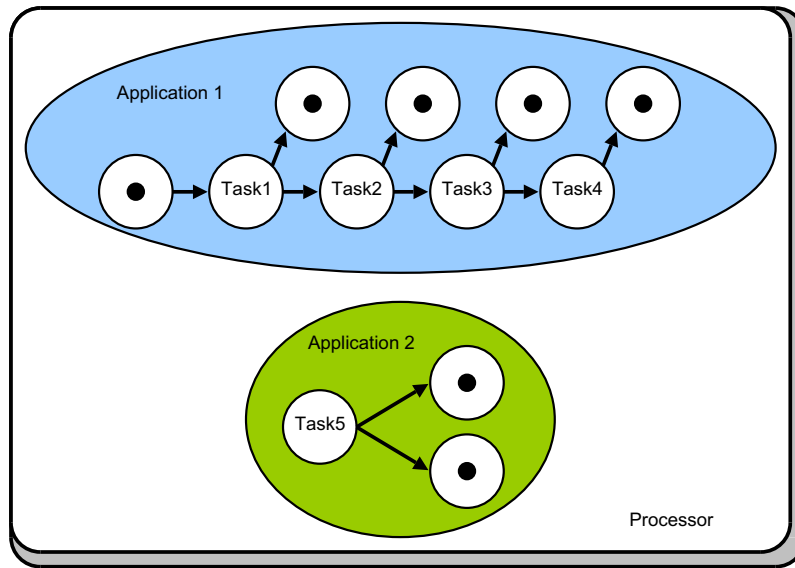 Application 1
Task1
Task2
Task3
Task4
Application 2
Task5
Processor